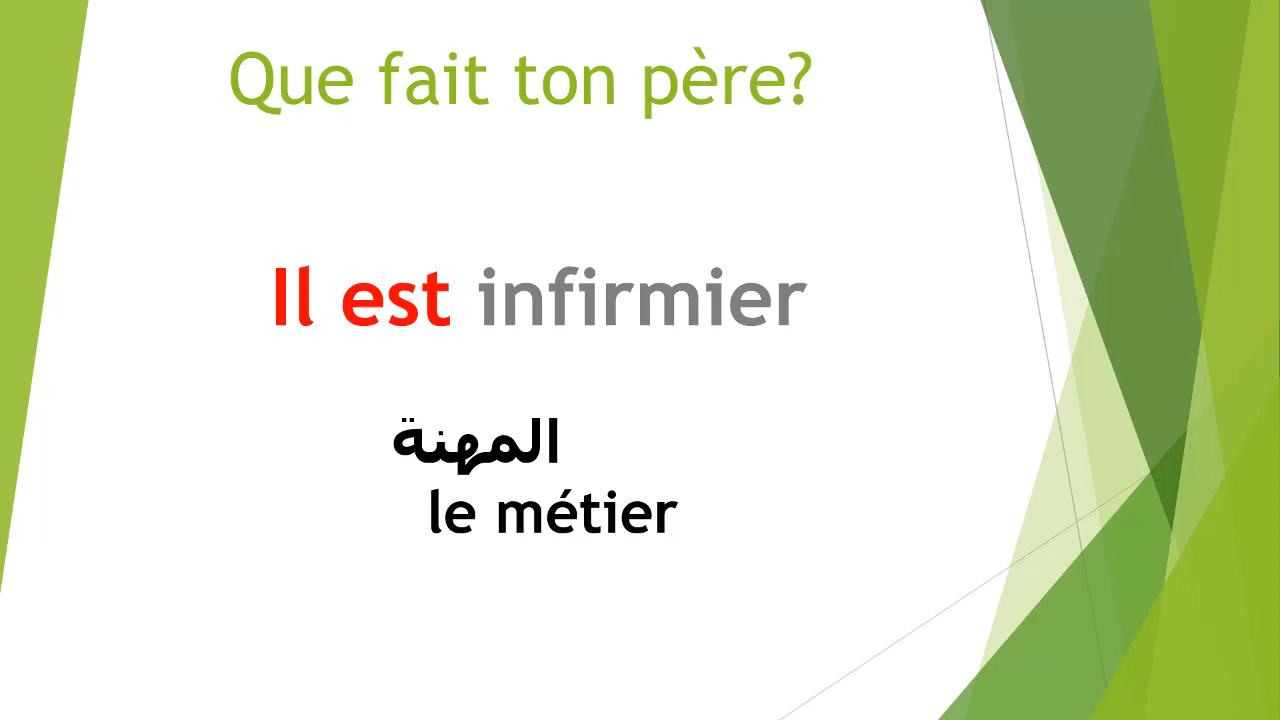 Que fait ton père?
Il est infirmier
المهنة
le métier